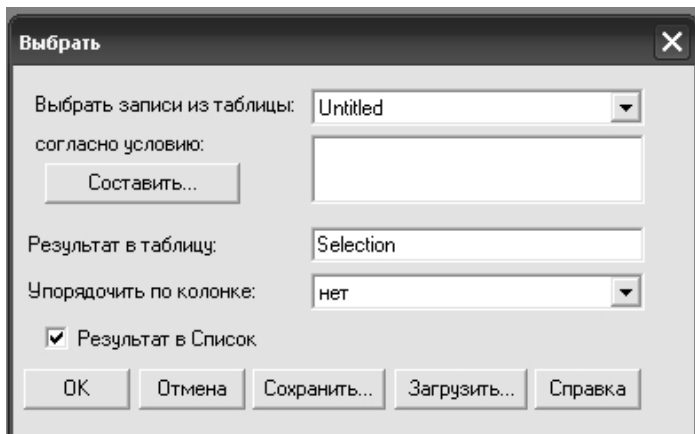 Выбрать
Выбрать записи из таблицы: Untitled
согласно условию:
Составить...
Результат в таблицу: Selection
Упорядочить по колонке: нет
Результат в Список
ОК Отмена Сохранить... Загрузить... Справка